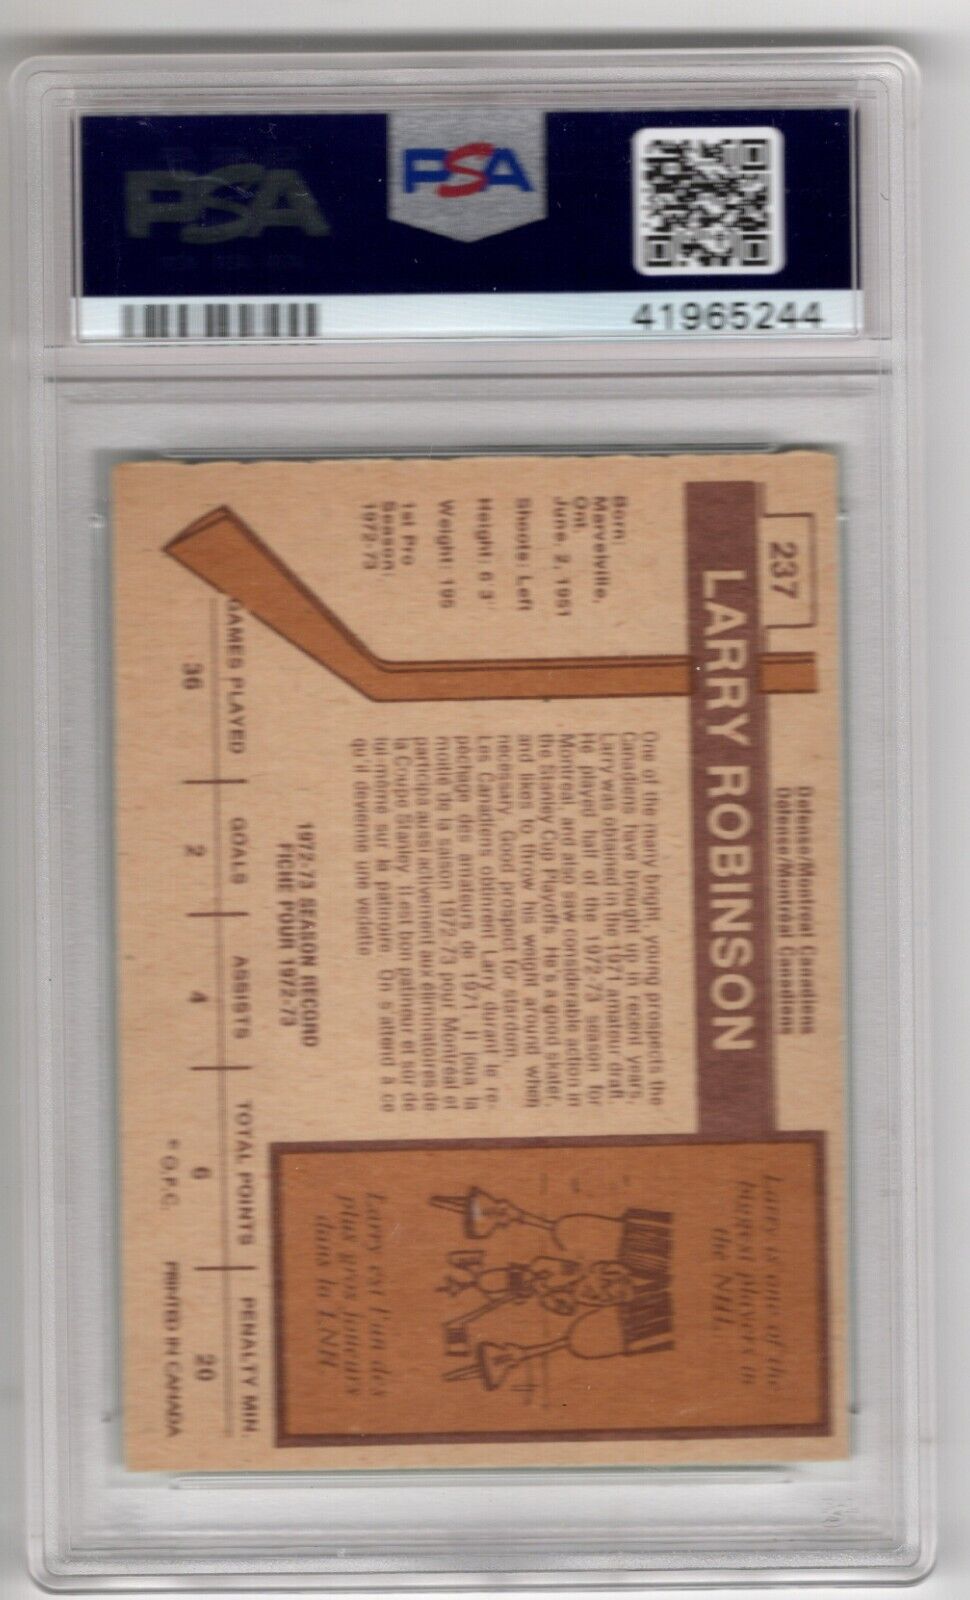 PSA
PSA
41965244
237
LARRY ROBINSON
Defense/Montreal Canadiens
Défense/Montréal Canadiens
Born:
Marvelville,
Ont.
June, 2, 1951
Shoots: Left
Height: 6'3"
Weight: 195
1st Pro
Season:
1972-73
One of the many bright, young prospects the
Canadiens have brought up in recent years,
Larry was obtained in the 1971 amateur draft.
He played half of the 1972-73 season for
Montreal and also saw considerable action in
the Stanley Cup Playoffs. He's a good skater,
and likes to throw his weight around when
necessary. Good prospect for stardom.
Les Canadiens obtinrent Larry durant le re-
pêchage des amateurs de 1971. Il joua la
moitié de la saison 1972-73 pour Montréal et
participa aussi activement aux éliminatoires de
la Coupe Stanley. Il est bon patineur et sûr de
lui-même sur la patinoire. On s'attend à ce
qu'il devienne une vedette.
1972-73 SEASON RECORD
FICHE POUR 1972-73
GAMES PLAYED GOALS ASSISTS TOTAL POINTS PENALTY MIN.
36 2 4 6 20
© O.P.C. PRINTED IN CANADA
Larry is one of the
biggest players in
the NHL.
Larry est l'un des
plus gros joueurs
dans la LNH.